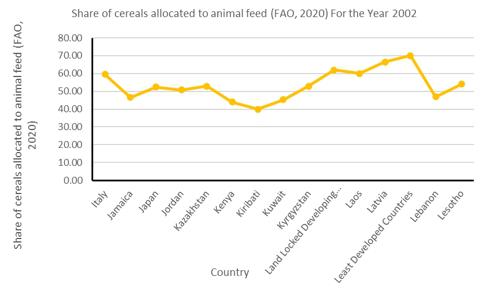 Share of cereals allocated to animal feed (FAO, 2020) For the Year 2002
Share of cereals allocated to animal feed (FAO,
2020)
80.00
70.00
60.00
50.00
40.00
30.00
20.00
10.00
0.00
Italy
Jamaica
Japan
Jordan
Kazakhstan
Kenya
Kiribati
Kuwait
Kyrgyzstan
Land Locked Developing...
Laos
Latvia
Least Developed Countries
Lebanon
Lesotho
Country